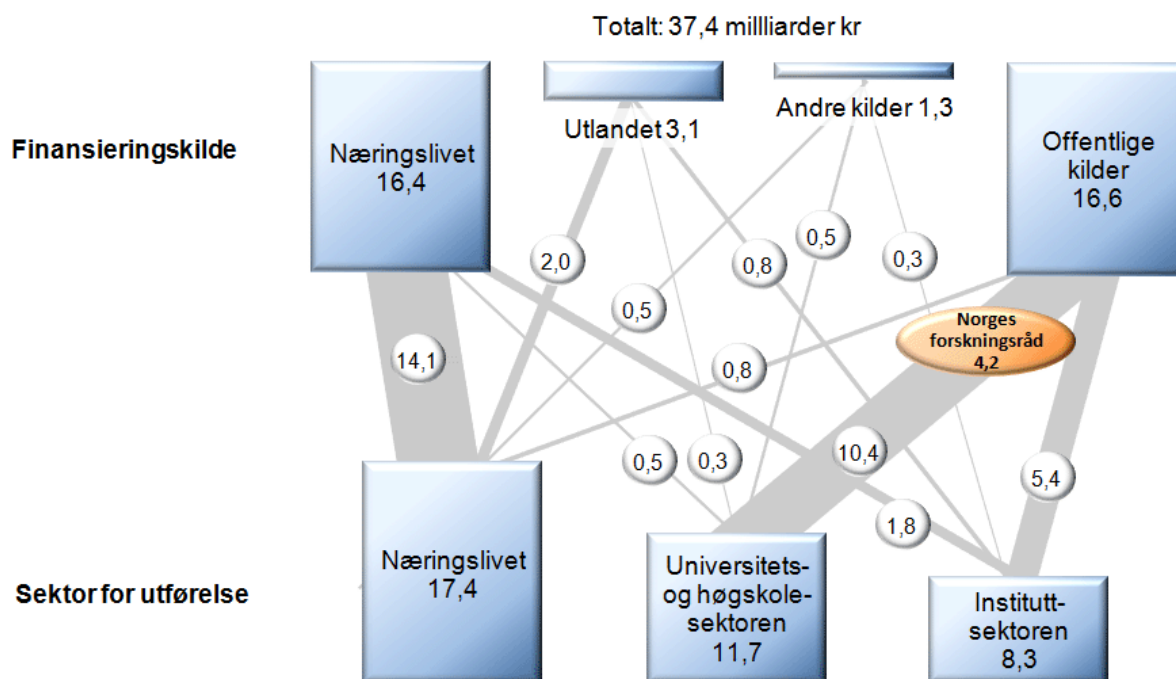 Totalt: 37,4 millliarder kr
Finansieringskilde
Næringslivet
16,4
Utlandet 3,1
Andre kilder 1,3
Offentlige
kilder
16,6
2,0
0,5
0,8
0,5
0,3
14,1
0,8
Norges
forskningsråd
4,2
0,5
0,3
10,4
1,8
5,4
Sektor for utførelse
Næringslivet
17,4
Universitets-
og høgskole-
sektoren
11,7
Institutt-
sektoren
8,3